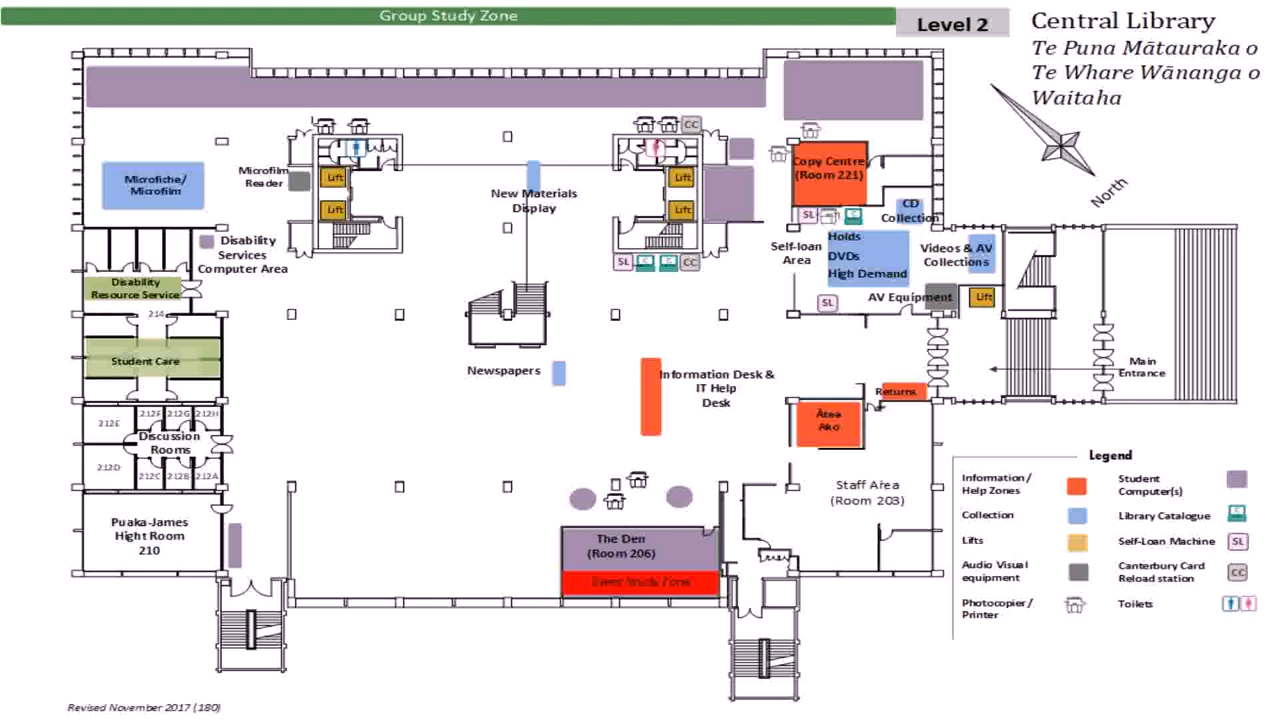 Group Study Zone
Level 2
Central Library
Te Puna Mātauraka o
Te Whare Wānanga o
Waitaha
North
CC
Microfiche/
Microfilm
Microfilm
Reader
Lift
Lift
New Materials
Display
Lift
Lift
Copy Centre
(Room 221)
SL
C
CD
Collection
Self-loan
Area
Holds
DVDs
High Demand
Videos & AV
Collections
SL
AV Equipment
Lift
SL
C
C
CC
Disability
Services
Computer Area
Disability
Resource Service
214
Student Care
Newspapers
Information Desk &
IT Help
Desk
Main
Entrance
Returns
Ātea
Ako
212F
212G
212H
212E
Discussion
Rooms
212D
212C
212B
212A
Staff Area
(Room 203)
Puaka-James
Hight Room
210
The Den
(Room 206)
Study Zone
Legend
Information/
Help Zones
Student
Computer(s)
Collection
Library Catalogue
C
Lifts
Self-Loan Machine
SL
Audio Visual
equipment
Canterbury Card
Reload station
CC
Photocopier/
Printer
Toilets
Revised November 2017 (180)